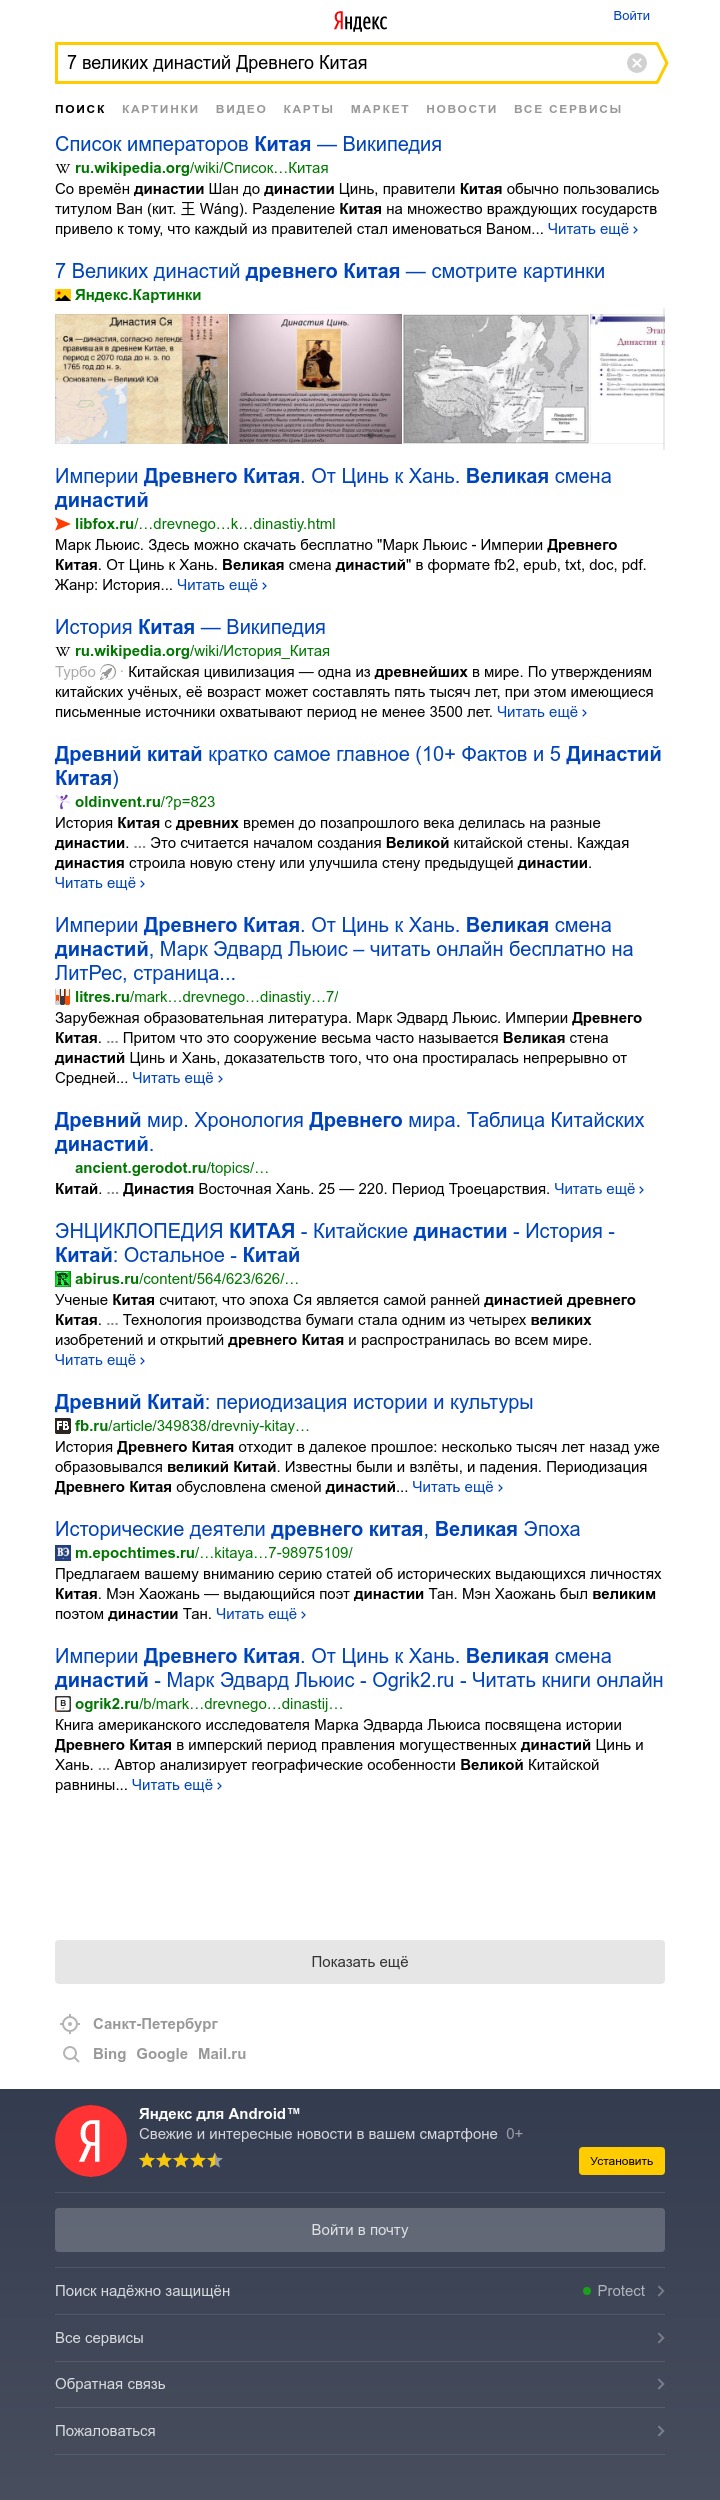 Яндекс
Войти
7 великих династий Древнего Китая
ПОИСК КАРТИНКИ ВИДЕО КАРТЫ МАРКЕТ НОВОСТИ ВСЕ СЕРВИСЫ
Список императоров Китая — Википедия
W ru.wikipedia.org/wiki/Список...Китая
Со времён династии Шан до династии Цинь, правители Китая обычно пользовались
титулом Ван (кит. 王 Wáng). Разделение Китая на множество враждующих государств
привело к тому, что каждый из правителей стал именоваться Ваном... Читать ещё ›
7 Великих династий древнего Китая — смотрите картинки
Яндекс.Картинки
Династия Ся
Ся —династия, согласно легенде
правившая в древнем Китае, в
период с 2070 года до н. э. по
1765 год до н. э.
Основатель – Великий Юй
Династия Цинь.
Империи Древнего Китая. От Цинь к Хань. Великая смена
династий
libfox.ru/...drevnego...k...dinastiy.html
Марк Льюис. Здесь можно скачать бесплатно "Марк Льюис - Империи Древнего
Китая. От Цинь к Хань. Великая смена династий" в формате fb2, epub, txt, doc, pdf.
Жанр: История... Читать ещё ›
История Китая — Википедия
W ru.wikipedia.org/wiki/История_Китая
Турбо · Китайская цивилизация — одна из древнейших в мире. По утверждениям
китайских учёных, её возраст может составлять пять тысяч лет, при этом имеющиеся
письменные источники охватывают период не менее 3500 лет. Читать ещё ›
Древний китай кратко самое главное (10+ Фактов и 5 Династий
Китая)
oldinvent.ru/?p=823
История Китая с древних времен до позапрошлого века делилась на разные
династии. ... Это считается началом создания Великой китайской стены. Каждая
династия строила новую стену или улучшила стену предыдущей династии.
Читать ещё ›
Империи Древнего Китая. От Цинь к Хань. Великая смена
династий, Марк Эдвард Льюис – читать онлайн бесплатно на
ЛитРес, страница...
litres.ru/mark...drevnego...dinastiy...7/
Зарубежная образовательная литература. Марк Эдвард Льюис. Империи Древнего
Китая. ... Притом что это сооружение весьма часто называется Великая стена
династий Цинь и Хань, доказательств того, что она простиралась непрерывно от
Средней... Читать ещё ›
Древний мир. Хронология Древнего мира. Таблица Китайских
династий.
ancient.gerodot.ru/topics/...
Китай. ... Династия Восточная Хань. 25 — 220. Период Троецарствия. Читать ещё ›
ЭНЦИКЛОПЕДИЯ КИТАЯ - Китайские династии - История -
Китай: Остальное - Китай
R abirus.ru/content/564/623/626/...
Ученые Китая считают, что эпоха Ся является самой ранней династией древнего
Китая. ... Технология производства бумаги стала одним из четырех великих
изобретений и открытий древнего Китая и распространилась во всем мире.
Читать ещё ›
Древний Китай: периодизация истории и культуры
FB fb.ru/article/349838/drevniy-kitay...
История Древнего Китая отходит в далекое прошлое: несколько тысяч лет назад уже
образовывался великий Китай. Известны были и взлёты, и падения. Периодизация
Древнего Китая обусловлена сменой династий... Читать ещё ›
Исторические деятели древнего китая, Великая Эпоха
ВЭ m.epochtimes.ru/...kitaya...7-98975109/
Предлагаем вашему вниманию серию статей об исторических выдающихся личностях
Китая. Мэн Хаожань — выдающийся поэт династии Тан. Мэн Хаожань был великим
поэтом династии Тан. Читать ещё ›
Империи Древнего Китая. От Цинь к Хань. Великая смена
династий - Марк Эдвард Льюис - Ogrik2.ru - Читать книги онлайн
B ogrik2.ru/b/mark...drevnego...dinastij...
Книга американского исследователя Марка Эдварда Льюиса посвящена истории
Древнего Китая в имперский период правления могущественных династий Цинь и
Хань. ... Автор анализирует географические особенности Великой Китайской
равнины... Читать ещё ›
Показать ещё
Санкт-Петербург
Bing Google Mail.ru
Я
Яндекс для Android™
Свежие и интересные новости в вашем смартфоне 0+
Установить
Войти в почту
Поиск надёжно защищён
Protect
Все сервисы
Обратная связь
Пожаловаться